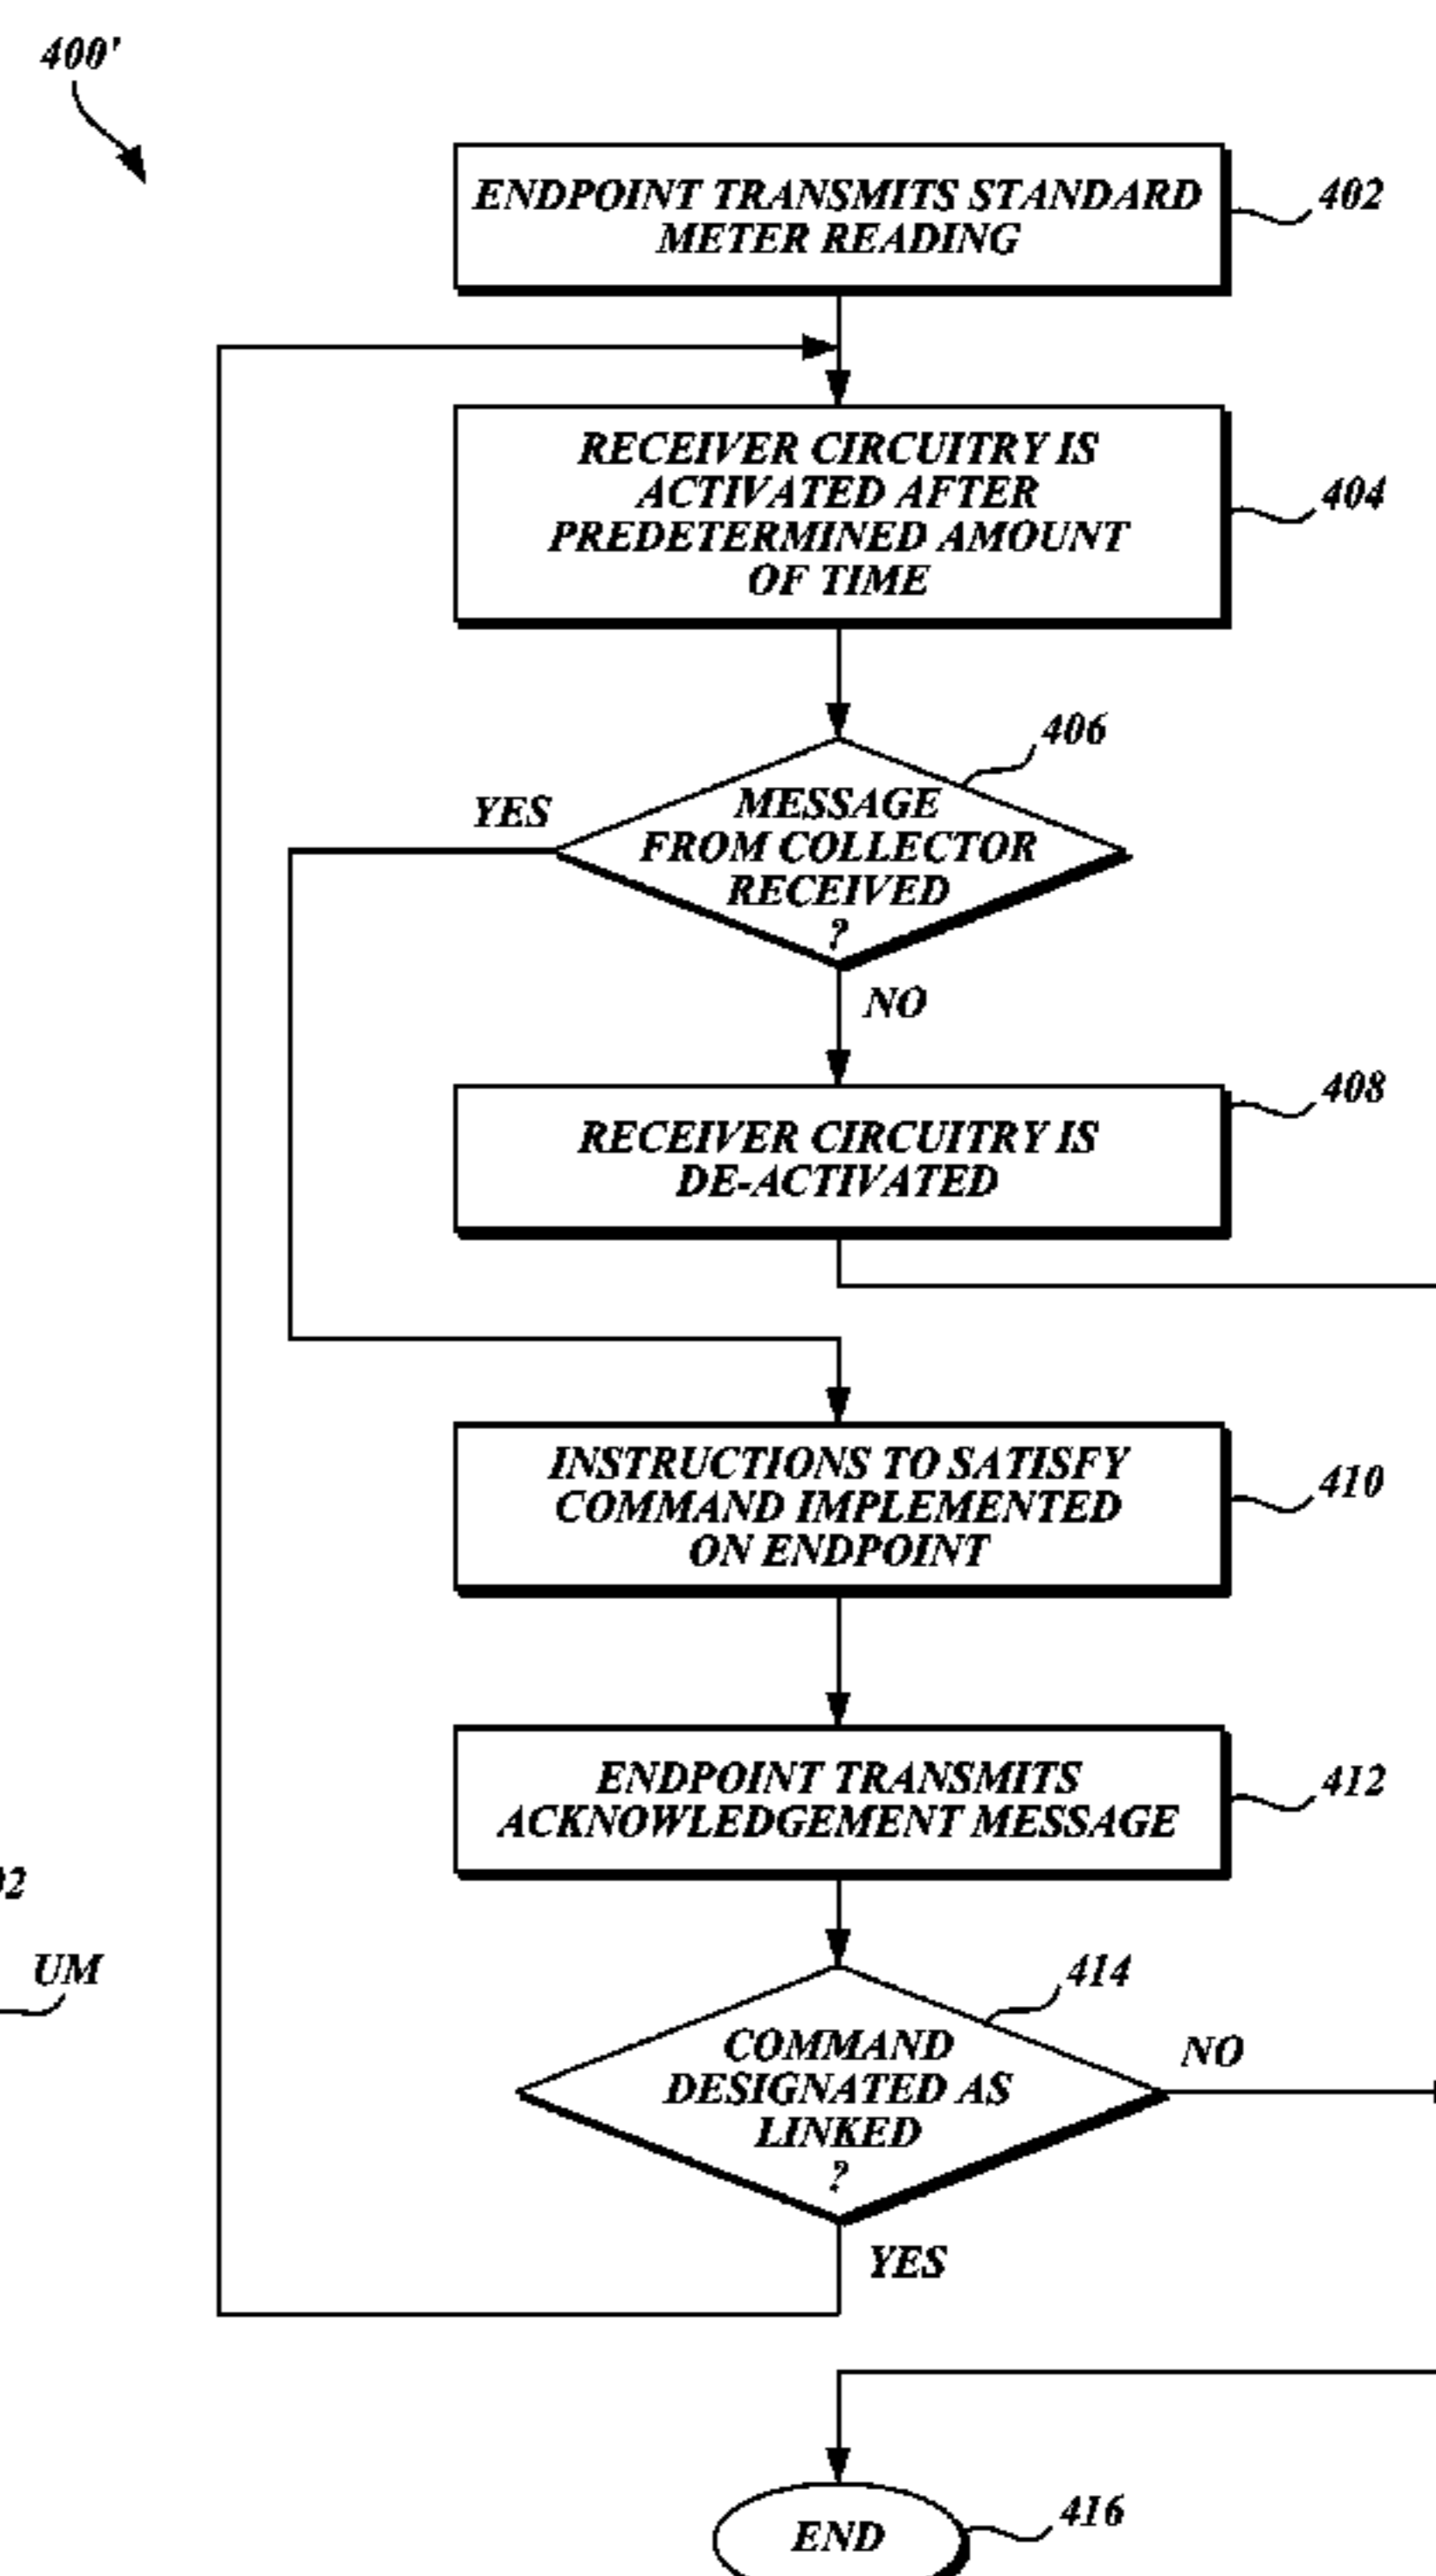 400'
ENDPOINT TRANSMITS STANDARD
METER READING
402
RECEIVER CIRCUITRY IS
ACTIVATED AFTER
PREDETERMINED AMOUNT
OF TIME
404
406
YES
MESSAGE
FROM COLLECTOR
RECEIVED
?
NO
408
RECEIVER CIRCUITRY IS
DE-ACTIVATED
INSTRUCTIONS TO SATISFY
COMMAND IMPLEMENTED
ON ENDPOINT
410
ENDPOINT TRANSMITS
ACKNOWLEDGEMENT MESSAGE
412
UM
414
COMMAND
DESIGNATED AS
LINKED
?
NO
YES
END
416